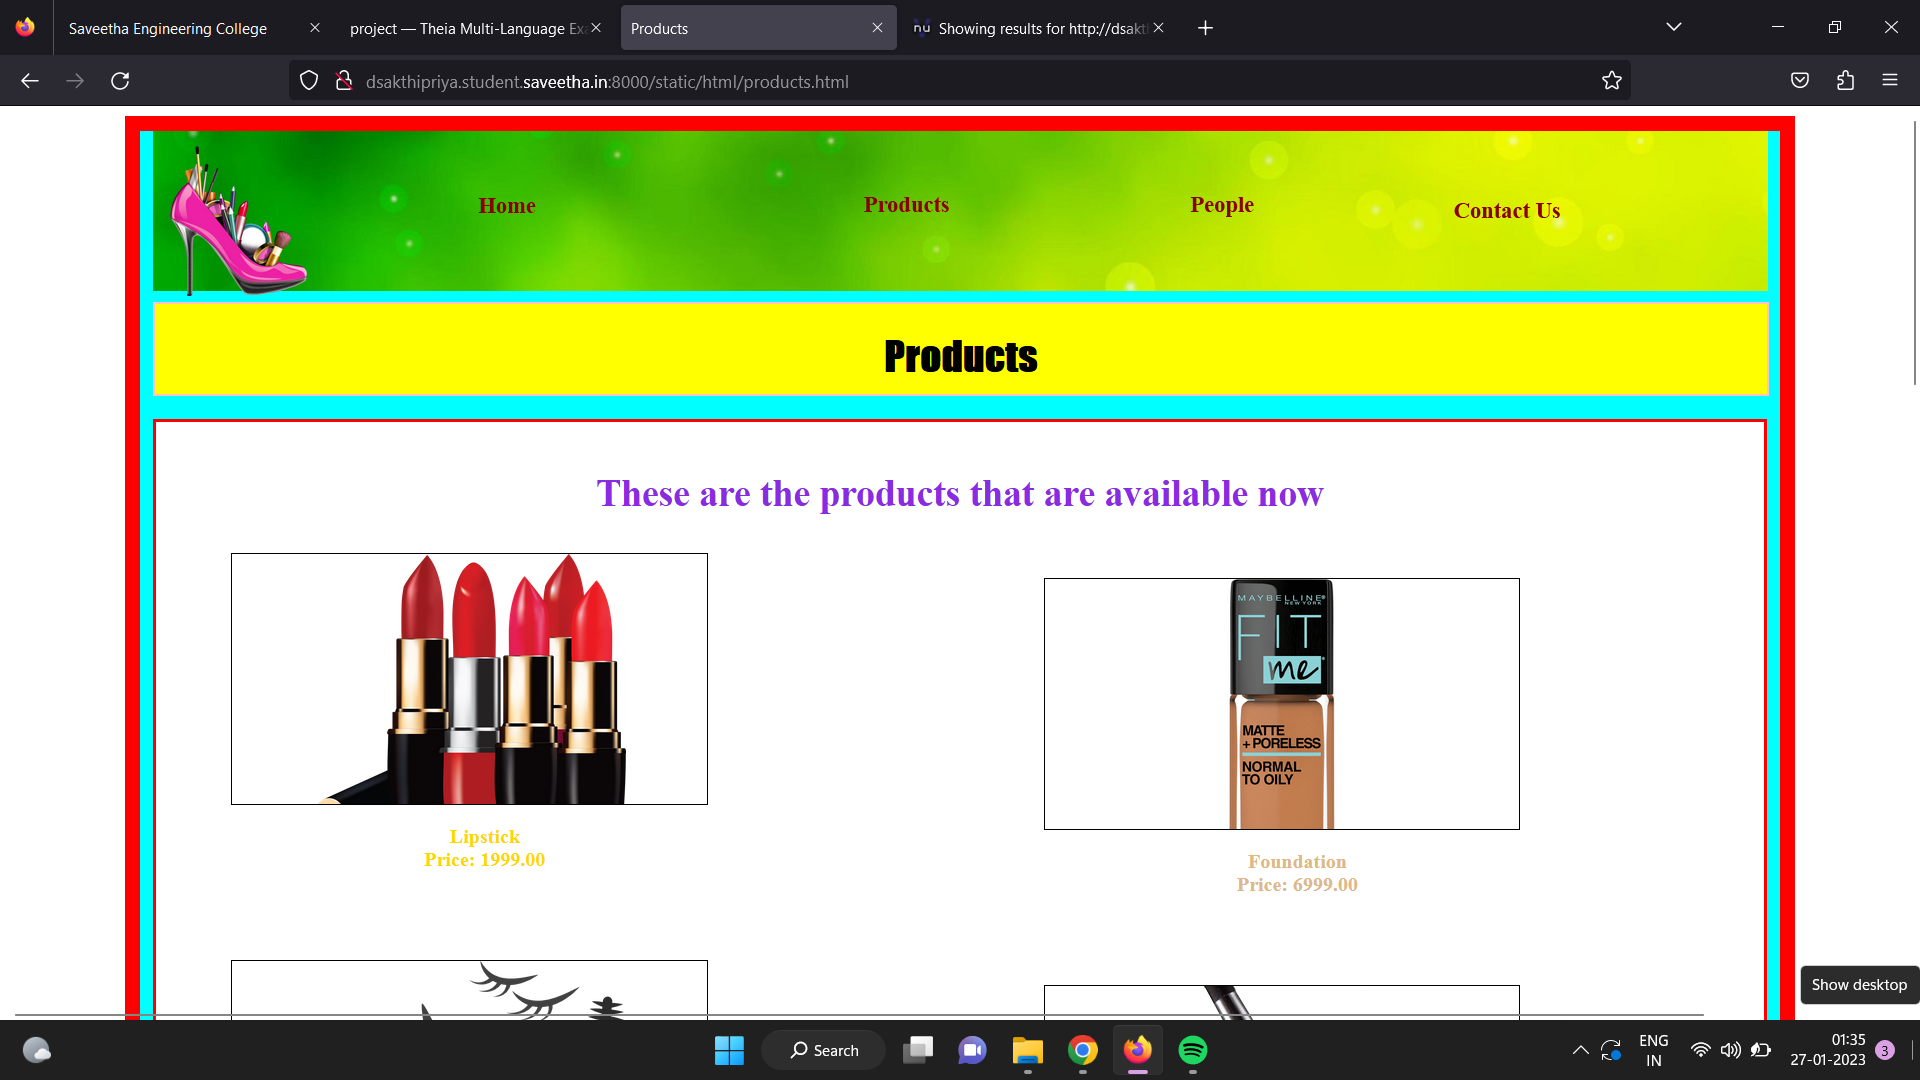 Saveetha Engineering College
project — Theia Multi-Language Exa
Products
nu Showing results for http://dsakth
dsakthipriya.student.saveetha.in:8000/static/html/products.html
Home Products People Contact Us
Products
These are the products that are available now
MAYBELLINE®
NEW YORK
FIT
me
MATTE
+ PORELESS
NORMAL
TO OILY
Lipstick
Price: 1999.00
Foundation
Price: 6999.00
Show desktop
Search
ENG
IN
01:35
27-01-2023
3